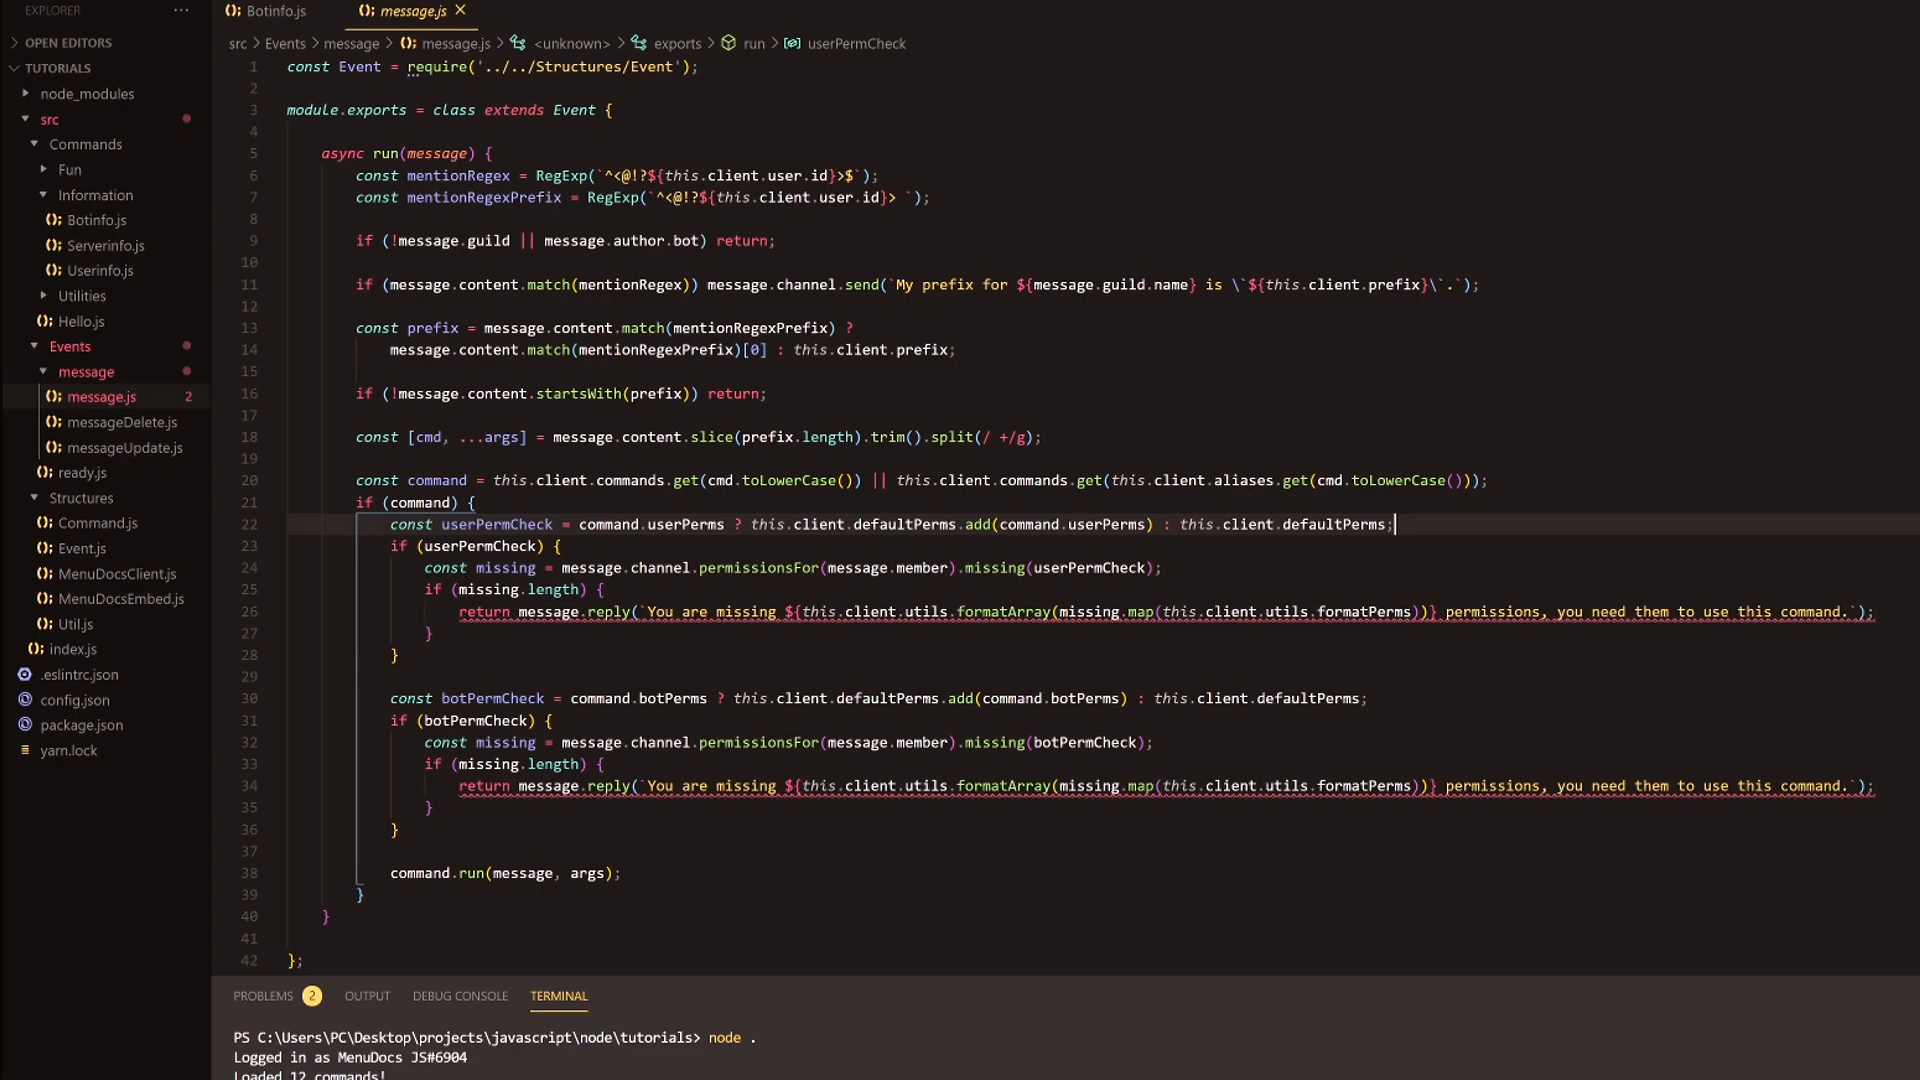 EXPLORER
OPEN EDITORS
TUTORIALS
node_modules
src
Commands
Fun
Information
Botinfo.js
Serverinfo.js
Userinfo.js
Utilities
Hello.js
Events
message
message.js 2
messageDelete.js
messageUpdate.js
ready.js
Structures
Command.js
Event.js
MenuDocsClient.js
MenuDocsEmbed.js
Util.js
index.js
.eslintrc.json
config.json
package.json
yarn.lock
Botinfo.js message.js
src > Events > message > message.js > <unknown> > exports > run > userPermCheck
1 const Event = require('../../Structures/Event');
2
3 module.exports = class extends Event {
4
5 async run(message) {
6 const mentionRegex = RegExp(`^<@!?${this.client.user.id}>$`);
7 const mentionRegexPrefix = RegExp(`^<@!?${this.client.user.id}> `);
8
9 if (!message.guild || message.author.bot) return;
10
11 if (message.content.match(mentionRegex)) message.channel.send(`My prefix for ${message.guild.name} is \`${this.client.prefix}\`.`);
12
13 const prefix = message.content.match(mentionRegexPrefix) ?
14 message.content.match(mentionRegexPrefix)[0] : this.client.prefix;
15
16 if (!message.content.startsWith(prefix)) return;
17
18 const [cmd, ...args] = message.content.slice(prefix.length).trim().split(/ +/g);
19
20 const command = this.client.commands.get(cmd.toLowerCase()) || this.client.commands.get(this.client.aliases.get(cmd.toLowerCase()));
21 if (command) {
22 const userPermCheck = command.userPerms ? this.client.defaultPerms.add(command.userPerms) : this.client.defaultPerms;
23 if (userPermCheck) {
24 const missing = message.channel.permissionsFor(message.member).missing(userPermCheck);
25 if (missing.length) {
26 return message.reply(`You are missing ${this.client.utils.formatArray(missing.map(this.client.utils.formatPerms))} permissions, you need them to use this command.`);
27 }
28 }
29
30 const botPermCheck = command.botPerms ? this.client.defaultPerms.add(command.botPerms) : this.client.defaultPerms;
31 if (botPermCheck) {
32 const missing = message.channel.permissionsFor(message.member).missing(botPermCheck);
33 if (missing.length) {
34 return message.reply(`You are missing ${this.client.utils.formatArray(missing.map(this.client.utils.formatPerms))} permissions, you need them to use this command.`);
35 }
36 }
37
38 command.run(message, args);
39 }
40 }
41
42 };
PROBLEMS 2 OUTPUT DEBUG CONSOLE TERMINAL
PS C:\Users\PC\Desktop\projects\javascript\node\tutorials> node .
Logged in as MenuDocs JS#6904
Loaded 12 commands!